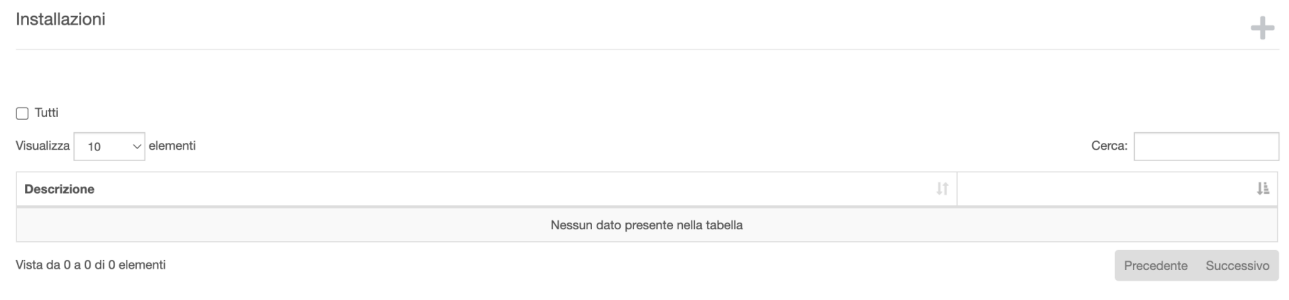 Installazioni
Tutti
Visualizza 10 elementi Cerca:
Descrizione
Nessun dato presente nella tabella
Vista da 0 a 0 di 0 elementi Precedente Successivo